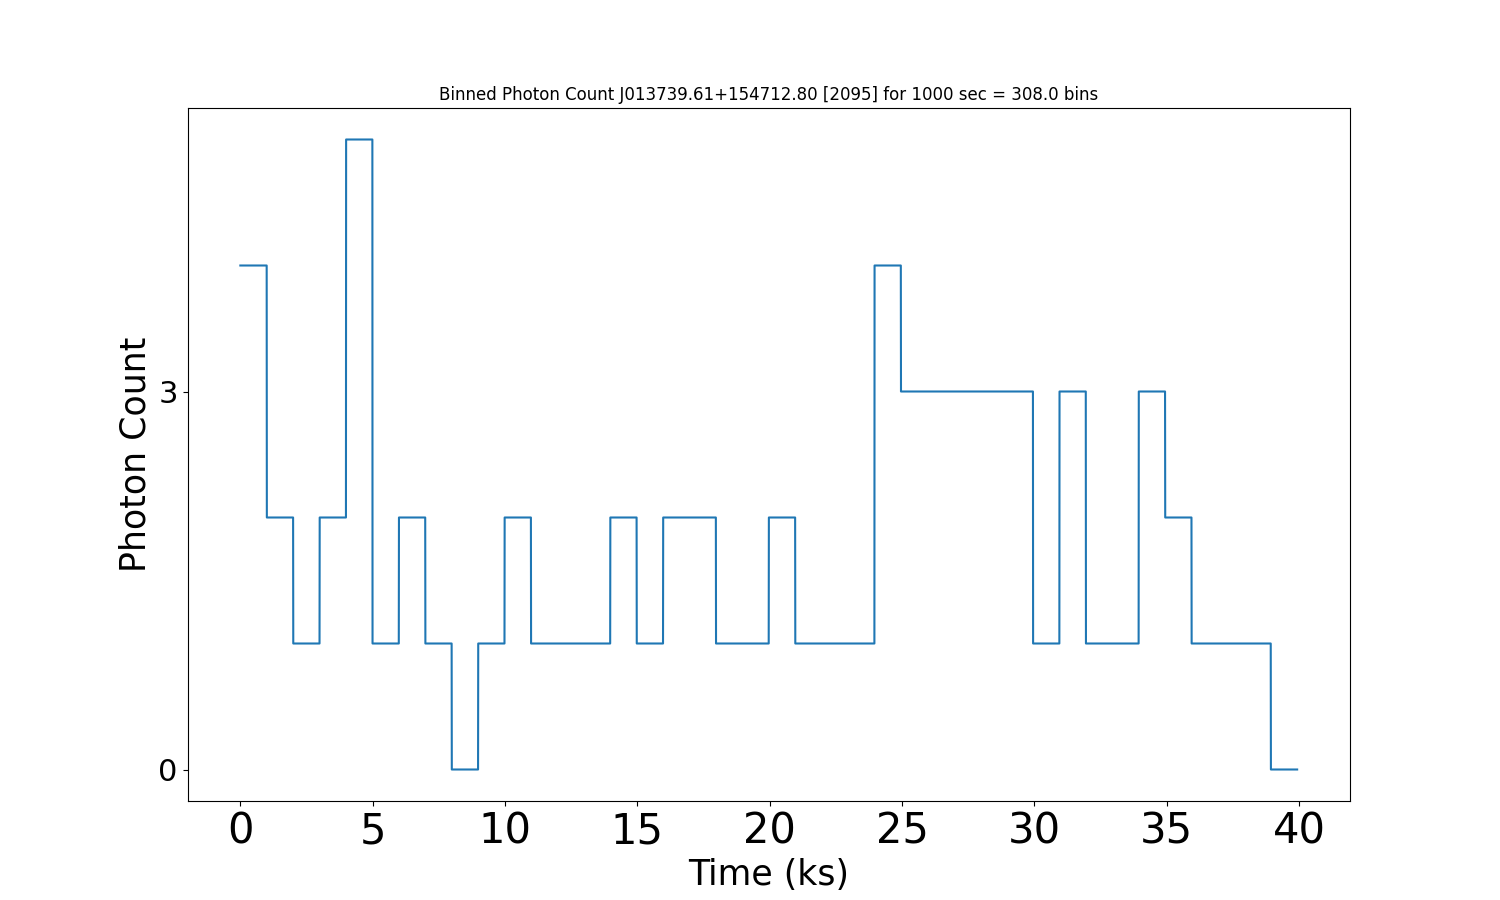 Binned Photon Count J013739.61+154712.80 [2095] for 1000 sec = 308.0 bins
Photon Count
3
0
0 5 10 15 20 25 30 35 40
Time (ks)